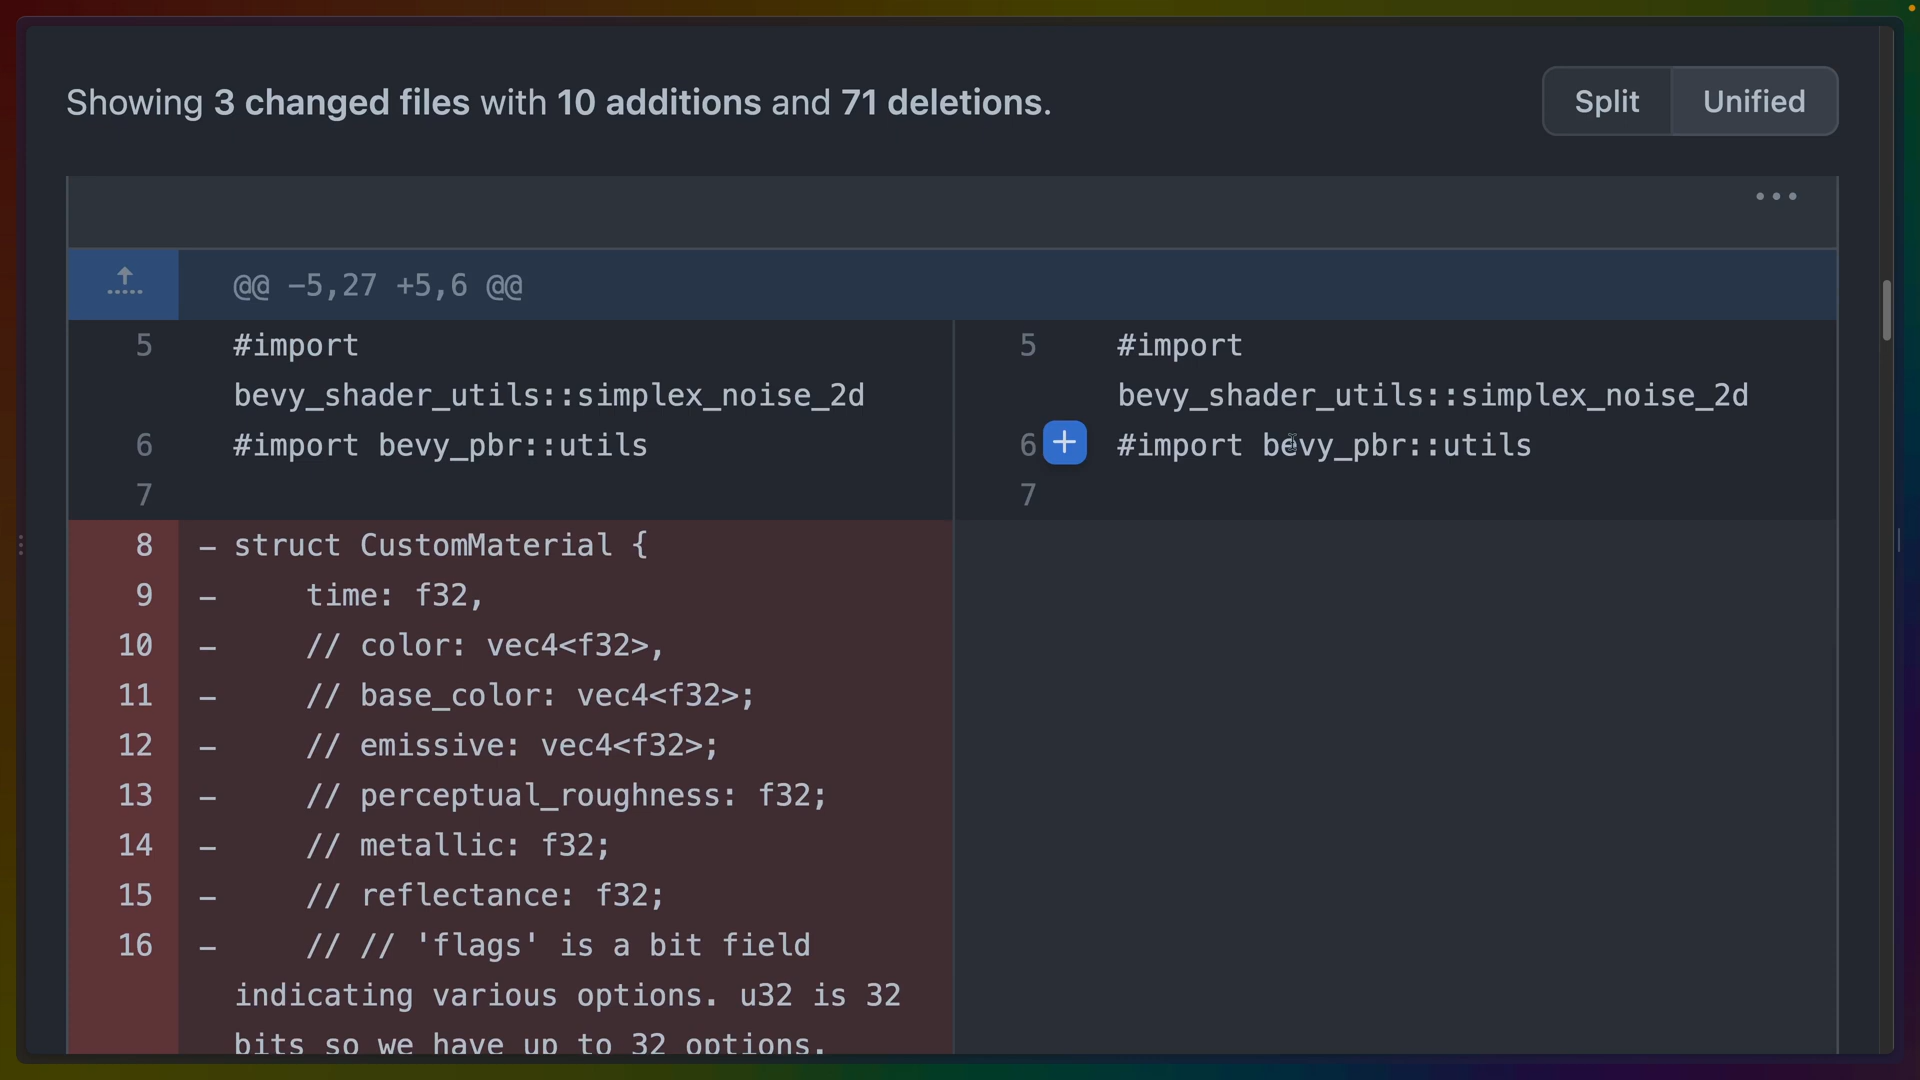 Showing 3 changed files with 10 additions and 71 deletions.
Split
Unified
@@ -5,27 +5,6 @@
5 #import
bevy_shader_utils::simplex_noise_2d
6 #import bevy_pbr::utils
7
8 - struct CustomMaterial {
9 -     time: f32,
10 -     // color: vec4<f32>,
11 -     // base_color: vec4<f32>;
12 -     // emissive: vec4<f32>;
13 -     // perceptual_roughness: f32;
14 -     // metallic: f32;
15 -     // reflectance: f32;
16 -     // // 'flags' is a bit field
indicating various options. u32 is 32
bits so we have up to 32 options.
5 #import
bevy_shader_utils::simplex_noise_2d
6 #import bevy_pbr::utils
7